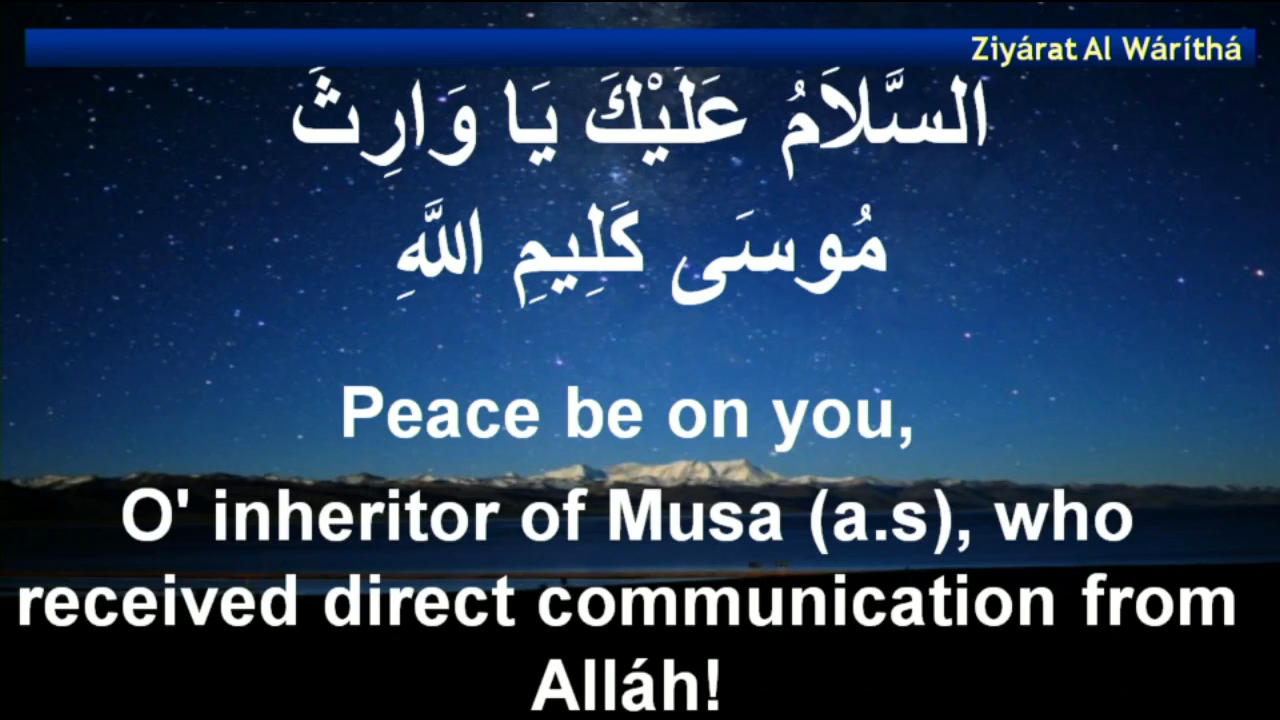 Ziyárat Al Wáríthá
السَّلاَمُ عَلَيْكَ يَا وَارِثَ
مُوسَى كَلِيمِ اللَّهِ
Peace be on you,
O' inheritor of Musa (a.s), who
received direct communication from
Alláh!